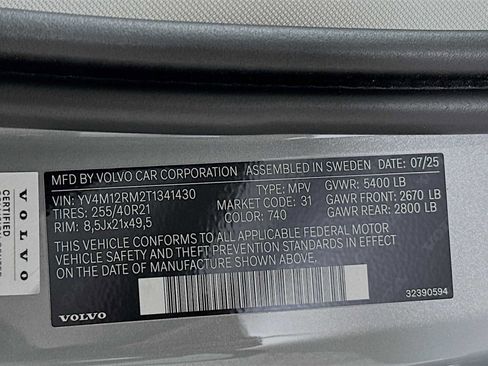 MFD BY VOLVO CAR CORPORATION ASSEMBLED IN SWEDEN 07/25
VIN: YV4M12RM2T1341430 TYPE: MPV GVWR: 5400 LB
TIRES: 255/40R21 MARKET CODE: 31 GAWR FRONT: 2670 LB
RIM: 8,5Jx21x49,5 COLOR: 740 GAWR REAR: 2800 LB
THIS VEHICLE CONFORMS TO ALL APPLICABLE FEDERAL MOTOR
VEHICLE SAFETY AND THEFT PREVENTION STANDARDS IN EFFECT
ON THE DATE OF MANUFACTURE SHOWN ABOVE.
VOLVO
32390594
VOLVO
CERTIFIED